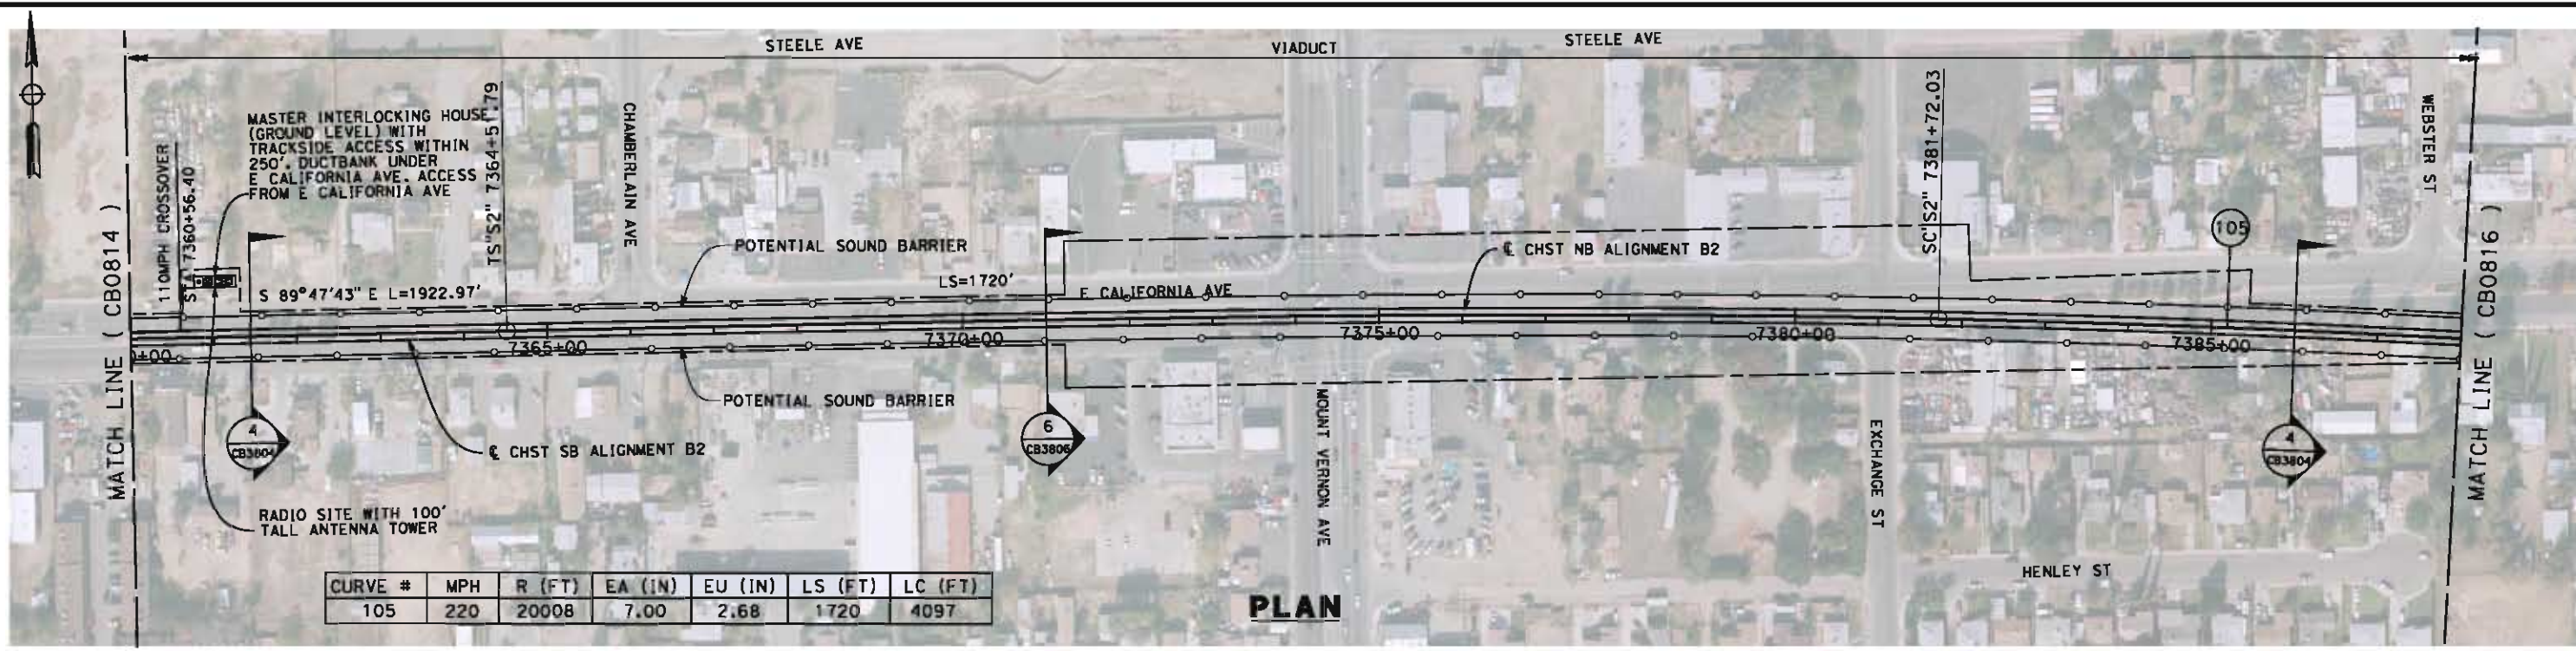 STEELE AVE
VIADUCT
STEELE AVE
MASTER INTERLOCKING HOUSE
(GROUND LEVEL) WITH
TRACKSIDE ACCESS WITHIN
250'. DUCTBANK UNDER
E CALIFORNIA AVE. ACCESS
FROM E CALIFORNIA AVE
110MPH CROSSOVER
7360+56.40
TS"S2" 7364+51.79
CHAMBERLAIN AVE
SC"S2" 7381+72.03
WEBSTER ST
MATCH LINE ( CB0814 )
POTENTIAL SOUND BARRIER
℄ CHST NB ALIGNMENT B2
105
S 89°47'43" E L=1922.97'
LS=1720'
E CALIFORNIA AVE
MATCH LINE ( CB0816 )
+00
7365+00
7370+00
7375+00
7380+00
7385+00
POTENTIAL SOUND BARRIER
4
CB3804
℄ CHST SB ALIGNMENT B2
6
CB3806
MOUNT VERNON AVE
EXCHANGE ST
4
CB3804
RADIO SITE WITH 100'
TALL ANTENNA TOWER
HENLEY ST
CURVE # MPH R (FT) EA (IN) EU (IN) LS (FT) LC (FT)
105 220 20008 7.00 2.68 1720 4097
PLAN